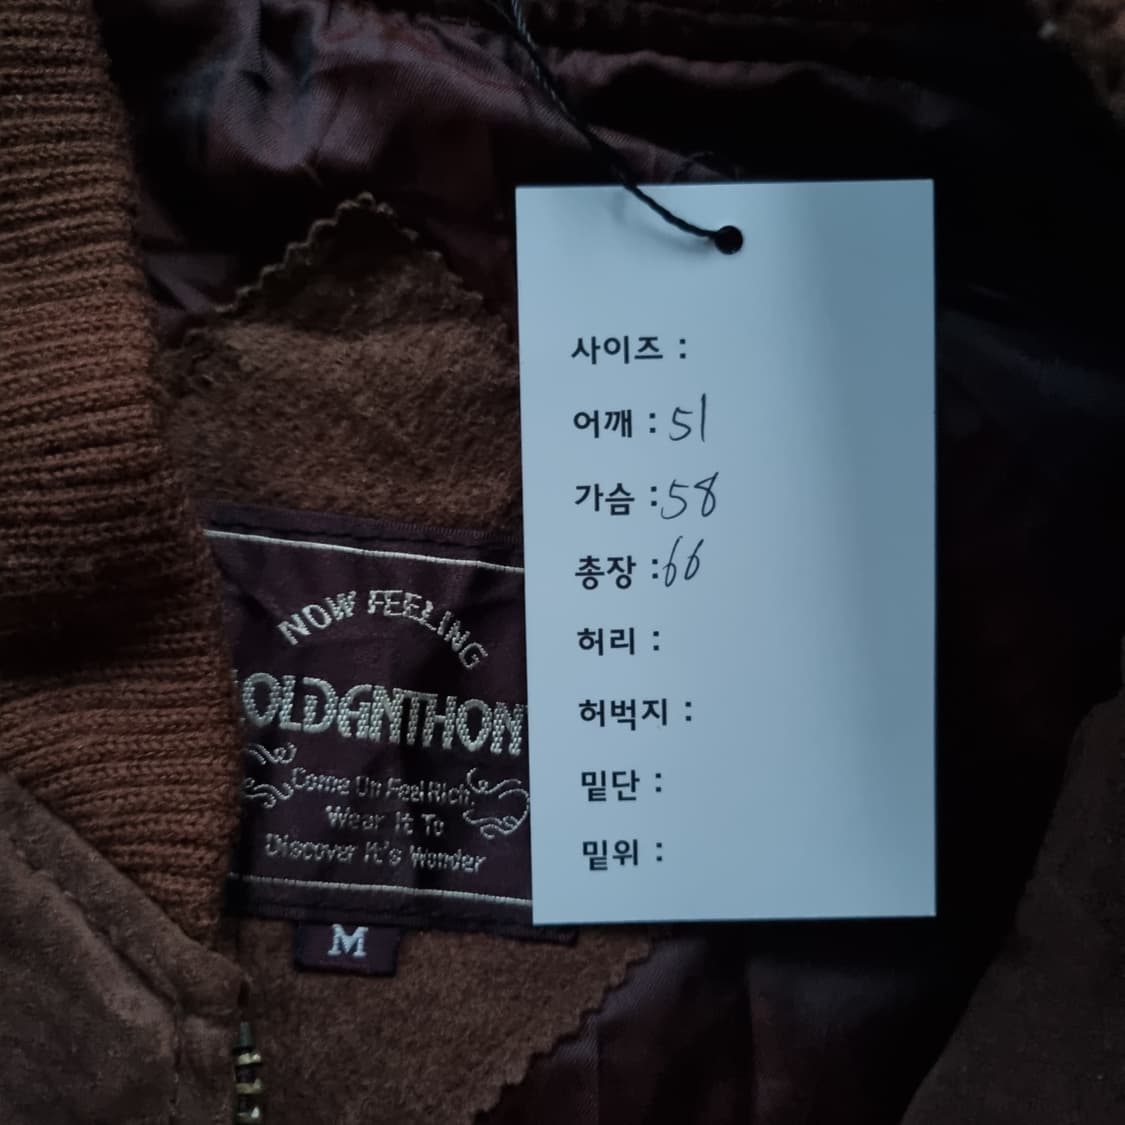 사이즈 :
어깨 : 51
가슴 : 58
총장 : 66
허리 :
허벅지 :
밑단 :
밑위 :
NOW FEELING
Come Un Feel Rich
Wear It To
Discover It's Wonder
M